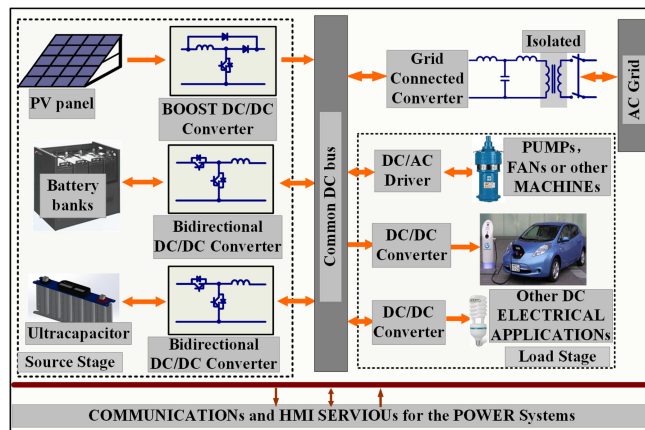 PV panel
BOOST DC/DC
Converter
Battery
banks
Bidirectional
DC/DC Converter
Ultracapacitor
Source Stage
Bidirectional
DC/DC Converter
Common DC bus
Grid
Connected
Converter
Isolated
AC Grid
DC/AC
Driver
PUMPs,
FANs or other
MACHINEs
DC/DC
Converter
DC/DC
Converter
Other DC
ELECTRICAL
APPLICATIONs
Load Stage
COMMUNICATIONs and HMI SERVIOUs for the POWER Systems